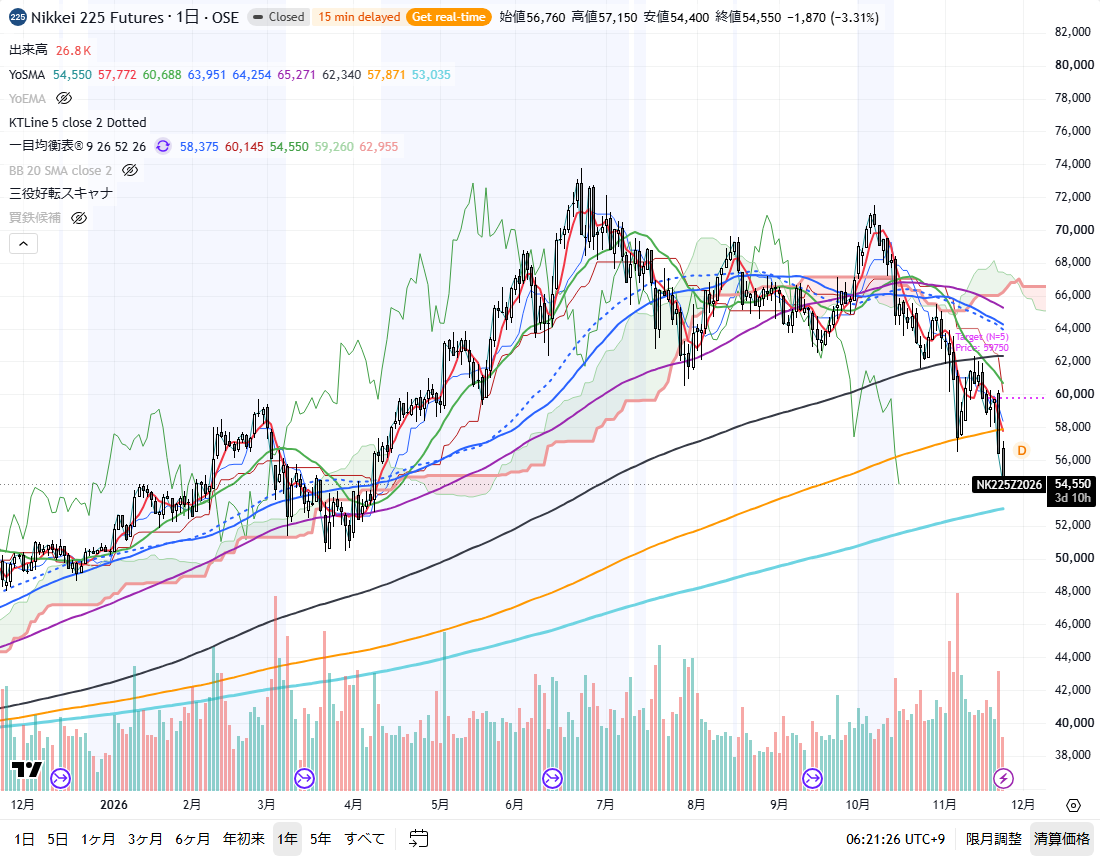 225 Nikkei 225 Futures · 1日 · OSE Closed 15 min delayed Get real-time 始値56,760 高値57,150 安値54,400 終値54,550 −1,870 (−3.31%)
出来高 26.8 K
YoSMA 54,550 57,772 60,688 63,951 64,254 65,271 62,340 57,871 53,035
YoEMA
KTLine 5 close 2 Dotted
一目均衡表® 9 26 52 26 58,375 60,145 54,550 59,260 62,955
BB 20 SMA close 2
三役好転スキャナ
買鉄候補
82,000
80,000
78,000
76,000
74,000
72,000
70,000
68,000
66,000
64,000
Target (N=5)
Price: 59750
62,000
60,000
58,000
D
56,000
NK225Z2026 54,550
3d 10h
52,000
50,000
48,000
46,000
44,000
42,000
40,000
38,000
12月 2026 2月 3月 4月 5月 6月 7月 8月 9月 10月 11月 12月
1日 5日 1ヶ月 3ヶ月 6ヶ月 年初来 1年 5年 すべて 06:21:26 UTC+9 限月調整 清算価格